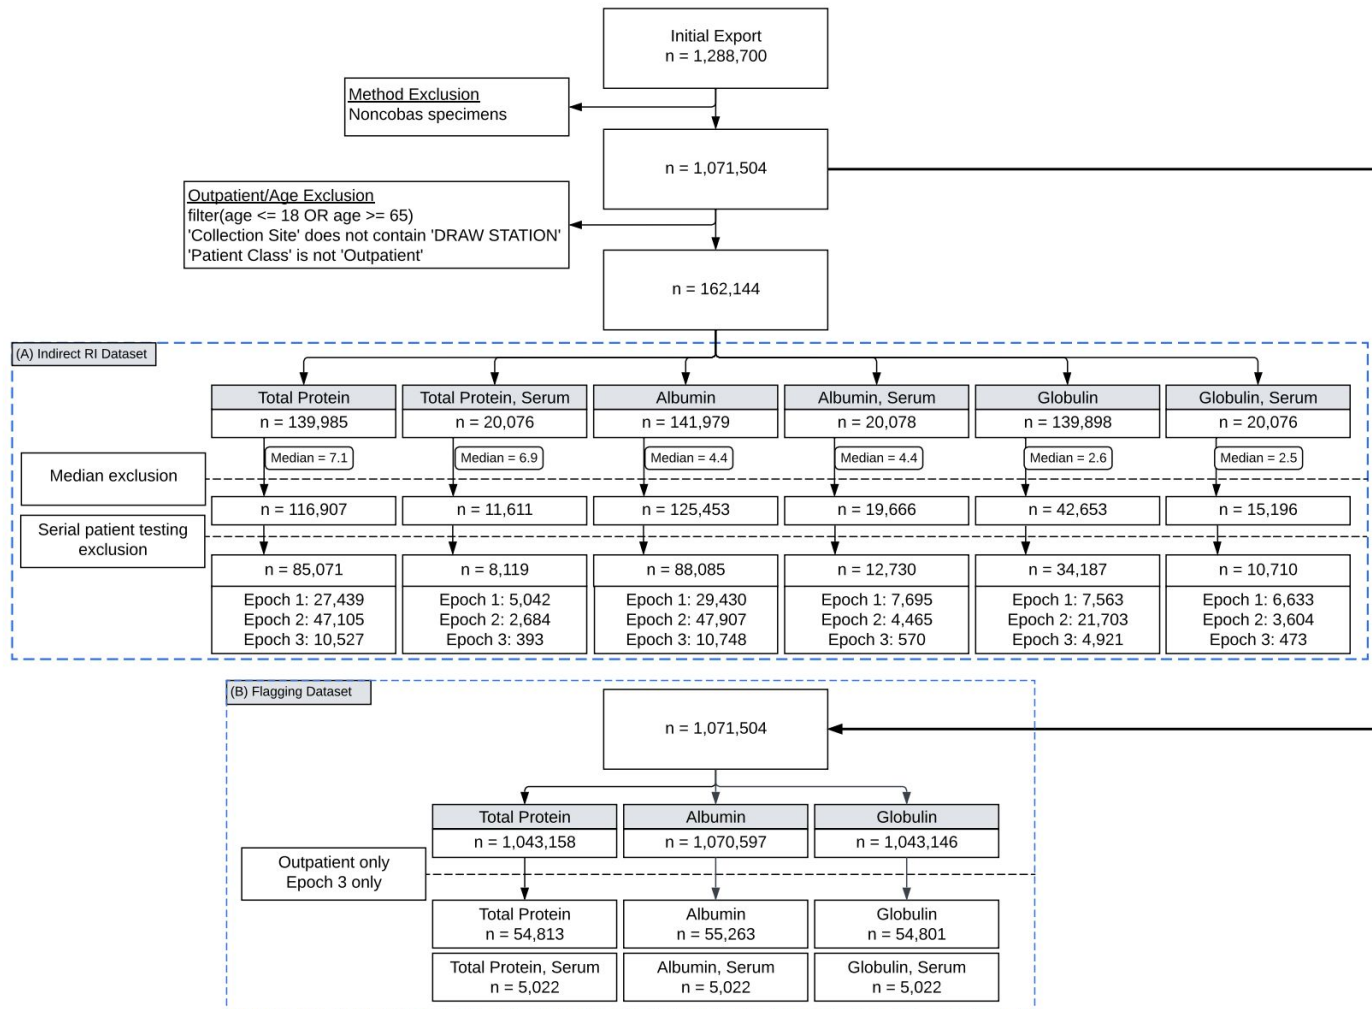 Initial Export
n = 1,288,700
Method Exclusion
Noncobas specimens
n = 1,071,504
Outpatient/Age Exclusion
filter(age <= 18 OR age >= 65)
'Collection Site' does not contain 'DRAW STATION'
'Patient Class' is not 'Outpatient'
n = 162,144
(A) Indirect RI Dataset
Total Protein
Total Protein, Serum
Albumin
Albumin, Serum
Globulin
Globulin, Serum
n = 139,985
n = 20,076
n = 141,979
n = 20,078
n = 139,898
n = 20,076
Median = 7.1
Median = 6.9
Median = 4.4
Median = 4.4
Median = 2.6
Median = 2.5
Median exclusion
n = 116,907
n = 11,611
n = 125,453
n = 19,666
n = 42,653
n = 15,196
Serial patient testing
exclusion
n = 85,071
n = 8,119
n = 88,085
n = 12,730
n = 34,187
n = 10,710
Epoch 1: 27,439
Epoch 2: 47,105
Epoch 3: 10,527
Epoch 1: 5,042
Epoch 2: 2,684
Epoch 3: 393
Epoch 1: 29,430
Epoch 2: 47,907
Epoch 3: 10,748
Epoch 1: 7,695
Epoch 2: 4,465
Epoch 3: 570
Epoch 1: 7,563
Epoch 2: 21,703
Epoch 3: 4,921
Epoch 1: 6,633
Epoch 2: 3,604
Epoch 3: 473
(B) Flagging Dataset
n = 1,071,504
Total Protein
Albumin
Globulin
n = 1,043,158
n = 1,070,597
n = 1,043,146
Outpatient only
Epoch 3 only
Total Protein
n = 54,813
Albumin
n = 55,263
Globulin
n = 54,801
Total Protein, Serum
n = 5,022
Albumin, Serum
n = 5,022
Globulin, Serum
n = 5,022